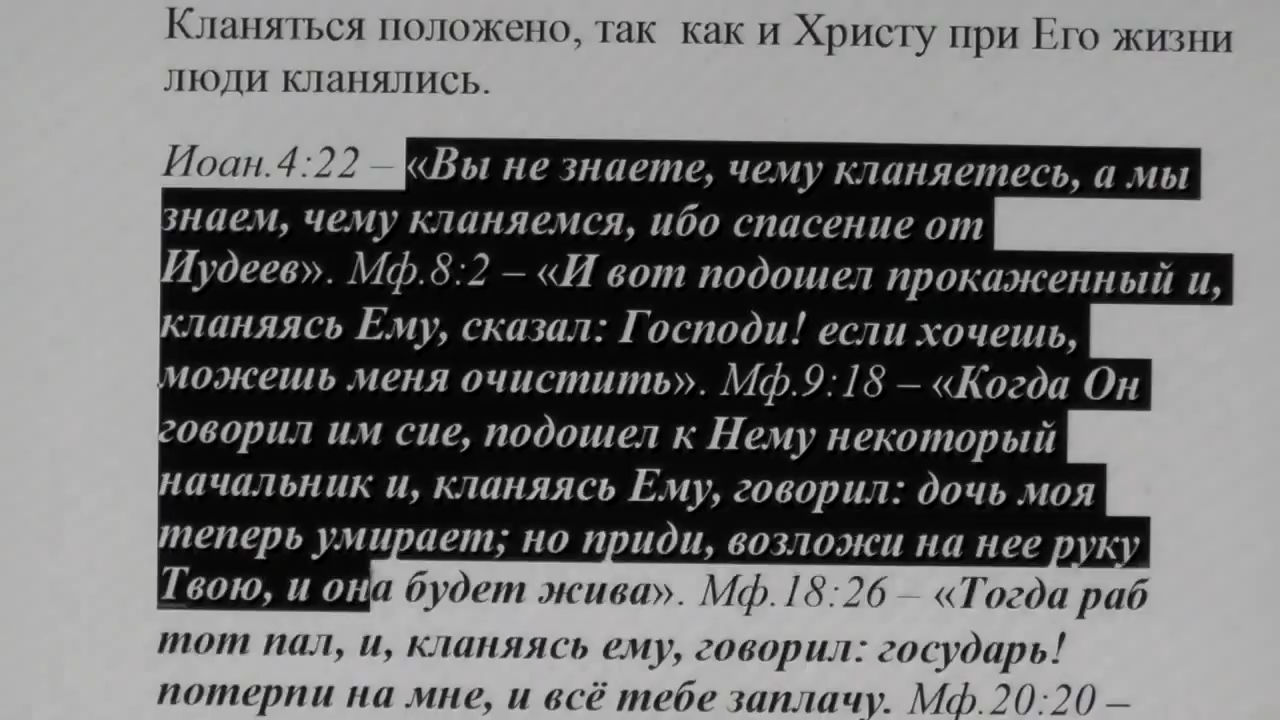 Кланяться положено, так как и Христу при Его жизни
люди кланялись.
Иоан.4:22 – «Вы не знаете, чему кланяетесь, а мы
знаем, чему кланяемся, ибо спасение от
Иудеев». Мф.8:2 – «И вот подошел прокаженный и,
кланяясь Ему, сказал: Господи! если хочешь,
можешь меня очистить». Мф.9:18 – «Когда Он
говорил им сие, подошел к Нему некоторый
начальник и, кланяясь Ему, говорил: дочь моя
теперь умирает; но приди, возложи на нее руку
Твою, и она будет жива». Мф.18:26 – «Тогда раб
тот пал, и, кланяясь ему, говорил: государь!
потерпи на мне, и всё тебе заплачу. Мф.20:20 –